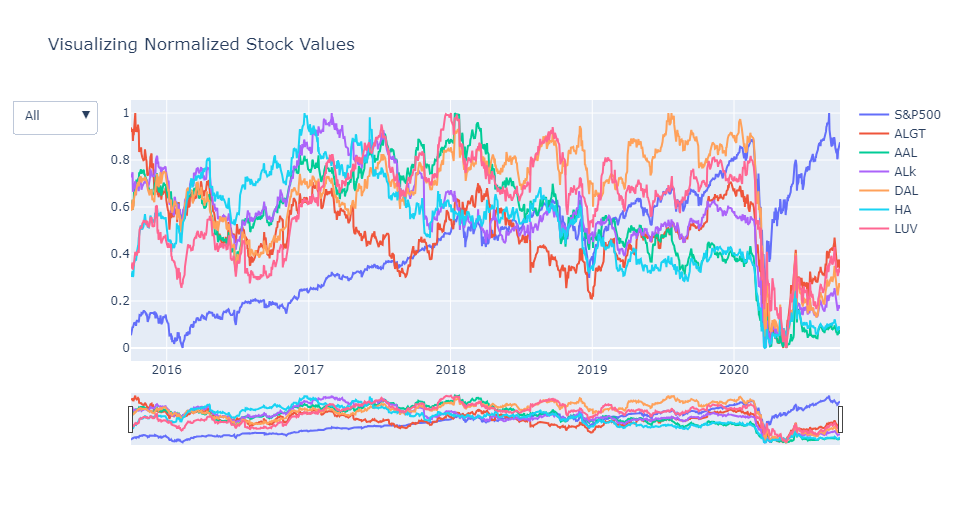 Visualizing Normalized Stock Values
All ▼
1
0.8
0.6
0.4
0.2
0
2016 2017 2018 2019 2020
S&P500
ALGT
AAL
ALk
DAL
HA
LUV